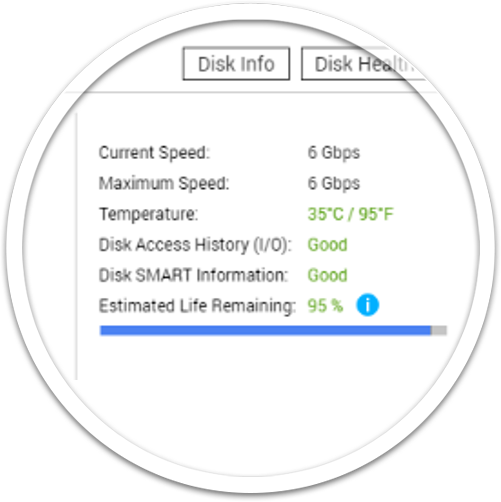 Disk Info Disk Health
Current Speed: 6 Gbps
Maximum Speed: 6 Gbps
Temperature: 35°C / 95°F
Disk Access History (I/O): Good
Disk SMART Information: Good
Estimated Life Remaining: 95 % i